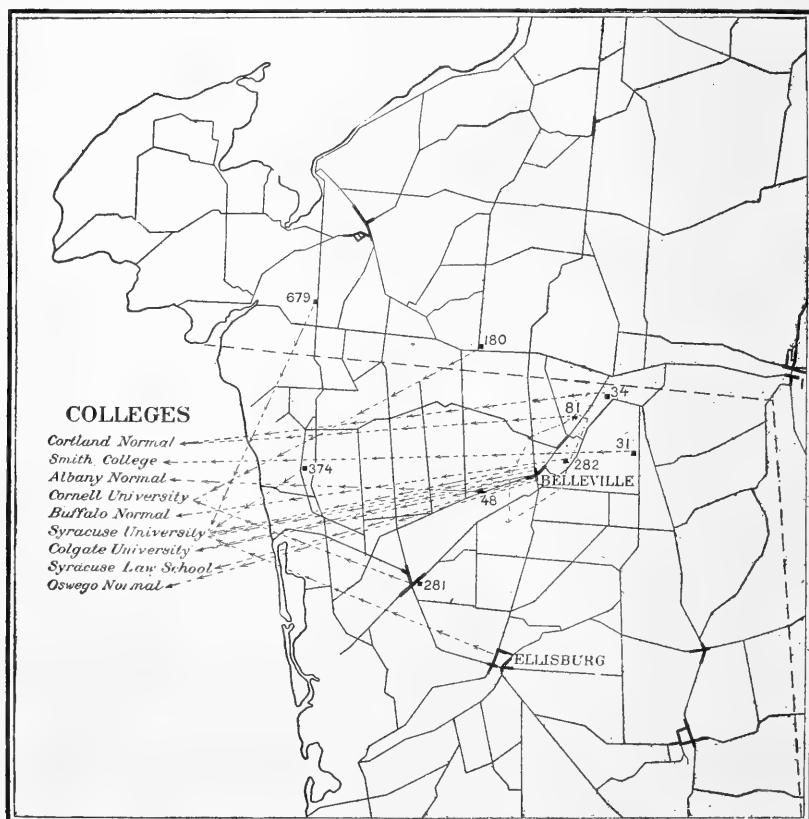 679
180
34
81
31
282
374
BELLEVILLE
48
281
ELLISBURG
COLLEGES
Cortland Normal
Smith College
Albany Normal
Cornell University
Buffalo Normal
Syracuse University
Colgate University
Syracuse Law School
Oswego Normal